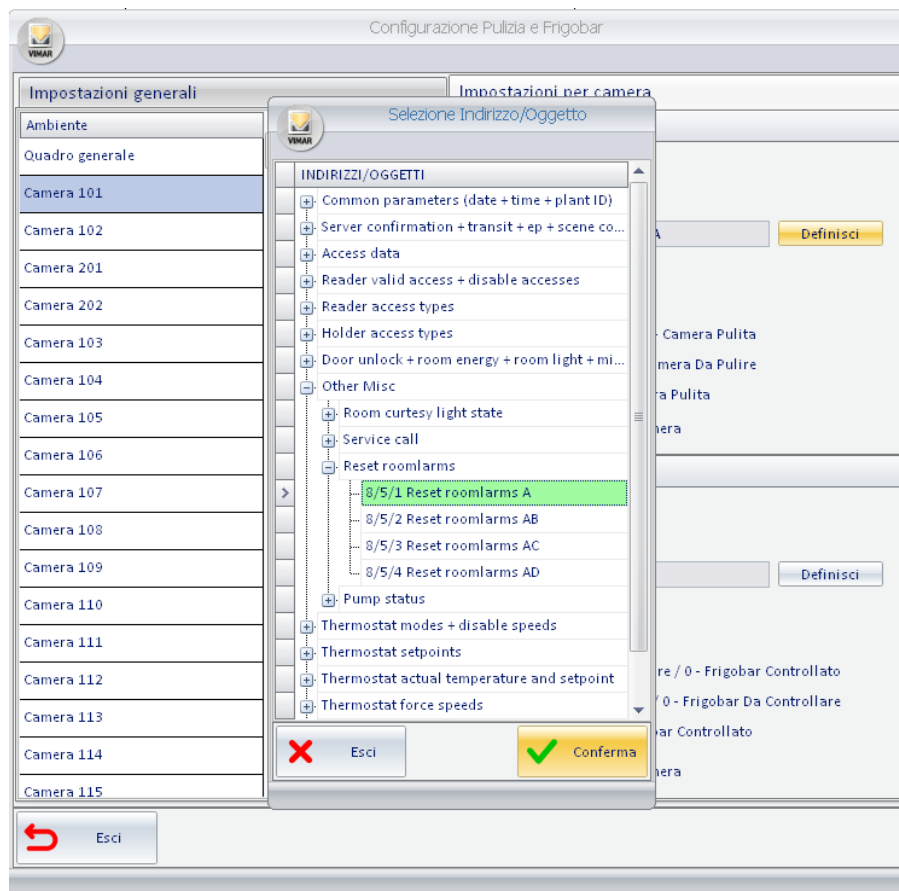 Configurazione Pulizia e Frigobar
VIMAR
Impostazioni generali
Impostazioni per camera
Ambiente
Quadro generale
Camera 101
Camera 102
Camera 201
Camera 202
Camera 103
Camera 104
Camera 105
Camera 106
Camera 107
Camera 108
Camera 109
Camera 110
Camera 111
Camera 112
Camera 113
Camera 114
Camera 115
Selezione Indirizzo/Oggetto
VIMAR
INDIRIZZI/OGGETTI
Common parameters (date + time + plant ID)
Server confirmation + transit + ep + scene co...
Access data
Reader valid access + disable accesses
Reader access types
Holder access types
Door unlock + room energy + room light + mi...
Other Misc
Room curtesy light state
Service call
Reset roomlarms
8/5/1 Reset roomlarms A
8/5/2 Reset roomlarms AB
8/5/3 Reset roomlarms AC
8/5/4 Reset roomlarms AD
Pump status
Thermostat modes + disable speeds
Thermostat setpoints
Thermostat actual temperature and setpoint
Thermostat force speeds
Esci
Conferma
A
Definisci
- Camera Pulita
mera Da Pulire
ra Pulita
nera
Definisci
re / 0 - Frigobar Controllato
/ 0 - Frigobar Da Controllare
ar Controllato
nera
Esci